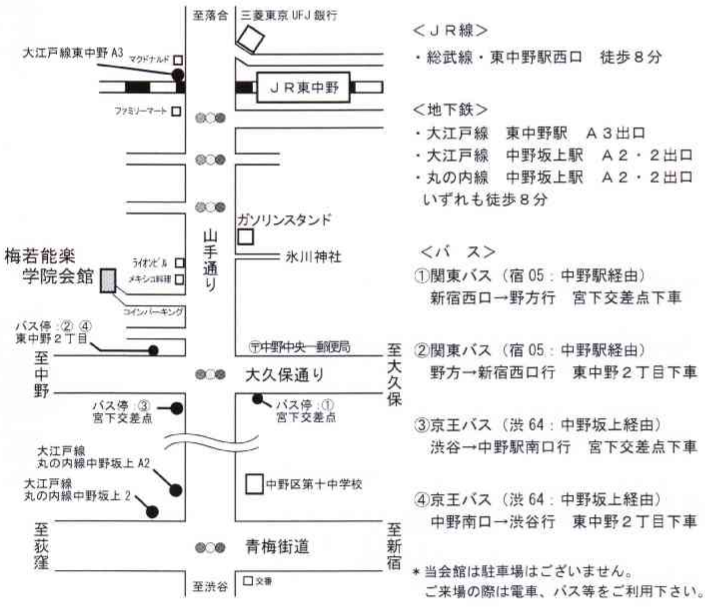 至落合
三菱東京UFJ銀行
大江戸線東中野A3
マクドナルド
JR東中野
ファミリーマート
ガソリンスタンド
山手通り
氷川神社
梅若能楽
学院会館
ライオンビル
メキシコ料理
コインパーキング
バス停:② ④
東中野2丁目
〒中野中央一郵便局
至中野
大久保通り
至大久保
バス停:③
宮下交差点
バス停:①
宮下交差点
大江戸線
丸の内線中野坂上 A2
大江戸線
丸の内線中野坂上 2
中野区第十中学校
至荻窪
青梅街道
至新宿
至渋谷
交番
<JR線>
・総武線・東中野駅西口 徒歩8分
<地下鉄>
・大江戸線 東中野駅 A3出口
・大江戸線 中野坂上駅 A2・2出口
・丸の内線 中野坂上駅 A2・2出口
いずれも徒歩8分
<バ ス>
①関東バス(宿05:中野駅経由)
新宿西口→野方行 宮下交差点下車
②関東バス(宿05:中野駅経由)
野方→新宿西口行 東中野2丁目下車
③京王バス(渋64:中野坂上経由)
渋谷→中野駅南口行 宮下交差点下車
④京王バス(渋64:中野坂上経由)
中野南口→渋谷行 東中野2丁目下車
*当会館は駐車場はございません。
ご来場の際は電車、バス等をご利用下さい。